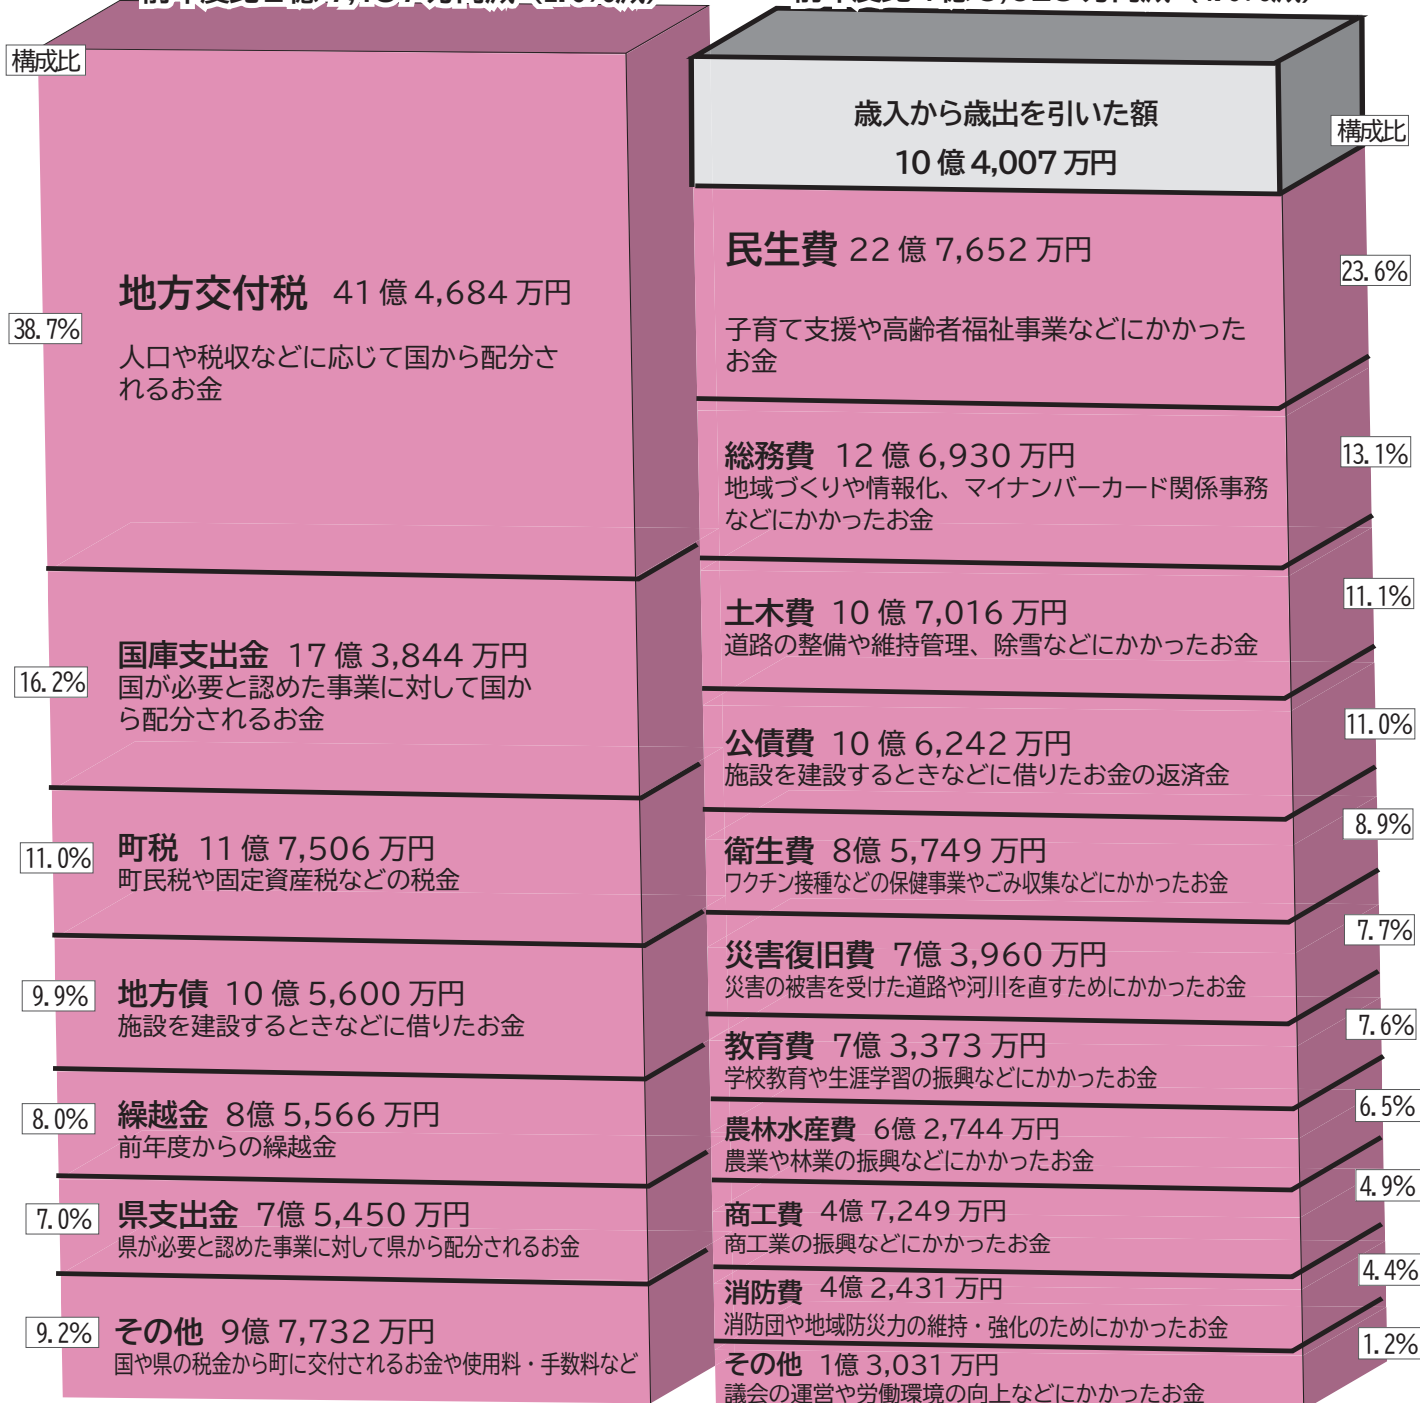 構成比
地方交付税 41億4,684万円
人口や税収などに応じて国から配分さ
れるお金
38.7%
国庫支出金 17億3,844万円
国が必要と認めた事業に対して国か
ら配分されるお金
16.2%
町税 11億7,506万円
町民税や固定資産税などの税金
11.0%
地方債 10億5,600万円
施設を建設するときなどに借りたお金
9.9%
繰越金 8億5,566万円
前年度からの繰越金
8.0%
県支出金 7億5,450万円
県が必要と認めた事業に対して県から配分されるお金
7.0%
その他 9億7,732万円
国や県の税金から町に交付されるお金や使用料・手数料など
9.2%
歳入から歳出を引いた額
10億4,007万円
構成比
民生費 22億7,652万円
子育て支援や高齢者福祉事業などにかかった
お金
23.6%
総務費 12億6,930万円
地域づくりや情報化、マイナンバーカード関係事務
などにかかったお金
13.1%
土木費 10億7,016万円
道路の整備や維持管理、除雪などにかかったお金
11.1%
公債費 10億6,242万円
施設を建設するときなどに借りたお金の返済金
11.0%
衛生費 8億5,749万円
ワクチン接種などの保健事業やごみ収集などにかかったお金
8.9%
災害復旧費 7億3,960万円
災害の被害を受けた道路や河川を直すためにかかったお金
7.7%
教育費 7億3,373万円
学校教育や生涯学習の振興などにかかったお金
7.6%
農林水産費 6億2,744万円
農業や林業の振興などにかかったお金
6.5%
商工費 4億7,249万円
商工業の振興などにかかったお金
4.9%
消防費 4億2,431万円
消防団や地域防災力の維持・強化のためにかかったお金
4.4%
その他 1億3,031万円
議会の運営や労働環境の向上などにかかったお金
1.2%